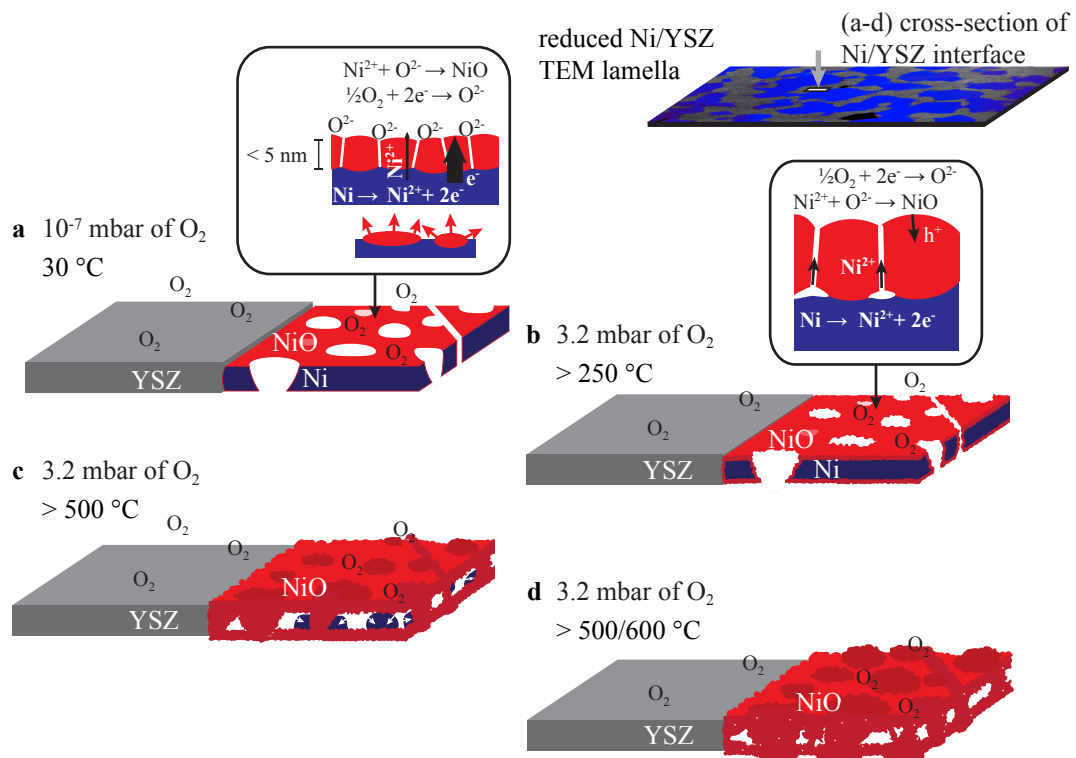 reduced Ni/YSZ
TEM lamella
(a-d) cross-section of
Ni/YSZ interface
Ni²⁺ + O²⁻ → NiO
½O₂ + 2e⁻ → O²⁻
O²⁻ O²⁻ O²⁻ O²⁻
< 5 nm
Ni²⁺
e⁻
Ni → Ni²⁺ + 2e⁻
a 10⁻⁷ mbar of O₂
30 °C
O₂
O₂
O₂
O₂
O₂
O₂
NiO
YSZ
Ni
½O₂ + 2e⁻ → O²⁻
Ni²⁺ + O²⁻ → NiO
h⁺
Ni²⁺
Ni → Ni²⁺ + 2e⁻
b 3.2 mbar of O₂
> 250 °C
O₂
O₂
O₂
O₂
O₂
NiO
YSZ
Ni
c 3.2 mbar of O₂
> 500 °C
O₂
O₂
O₂
O₂
O₂
O₂
NiO
YSZ
d 3.2 mbar of O₂
> 500/600 °C
O₂
O₂
O₂
O₂
O₂
NiO
YSZ